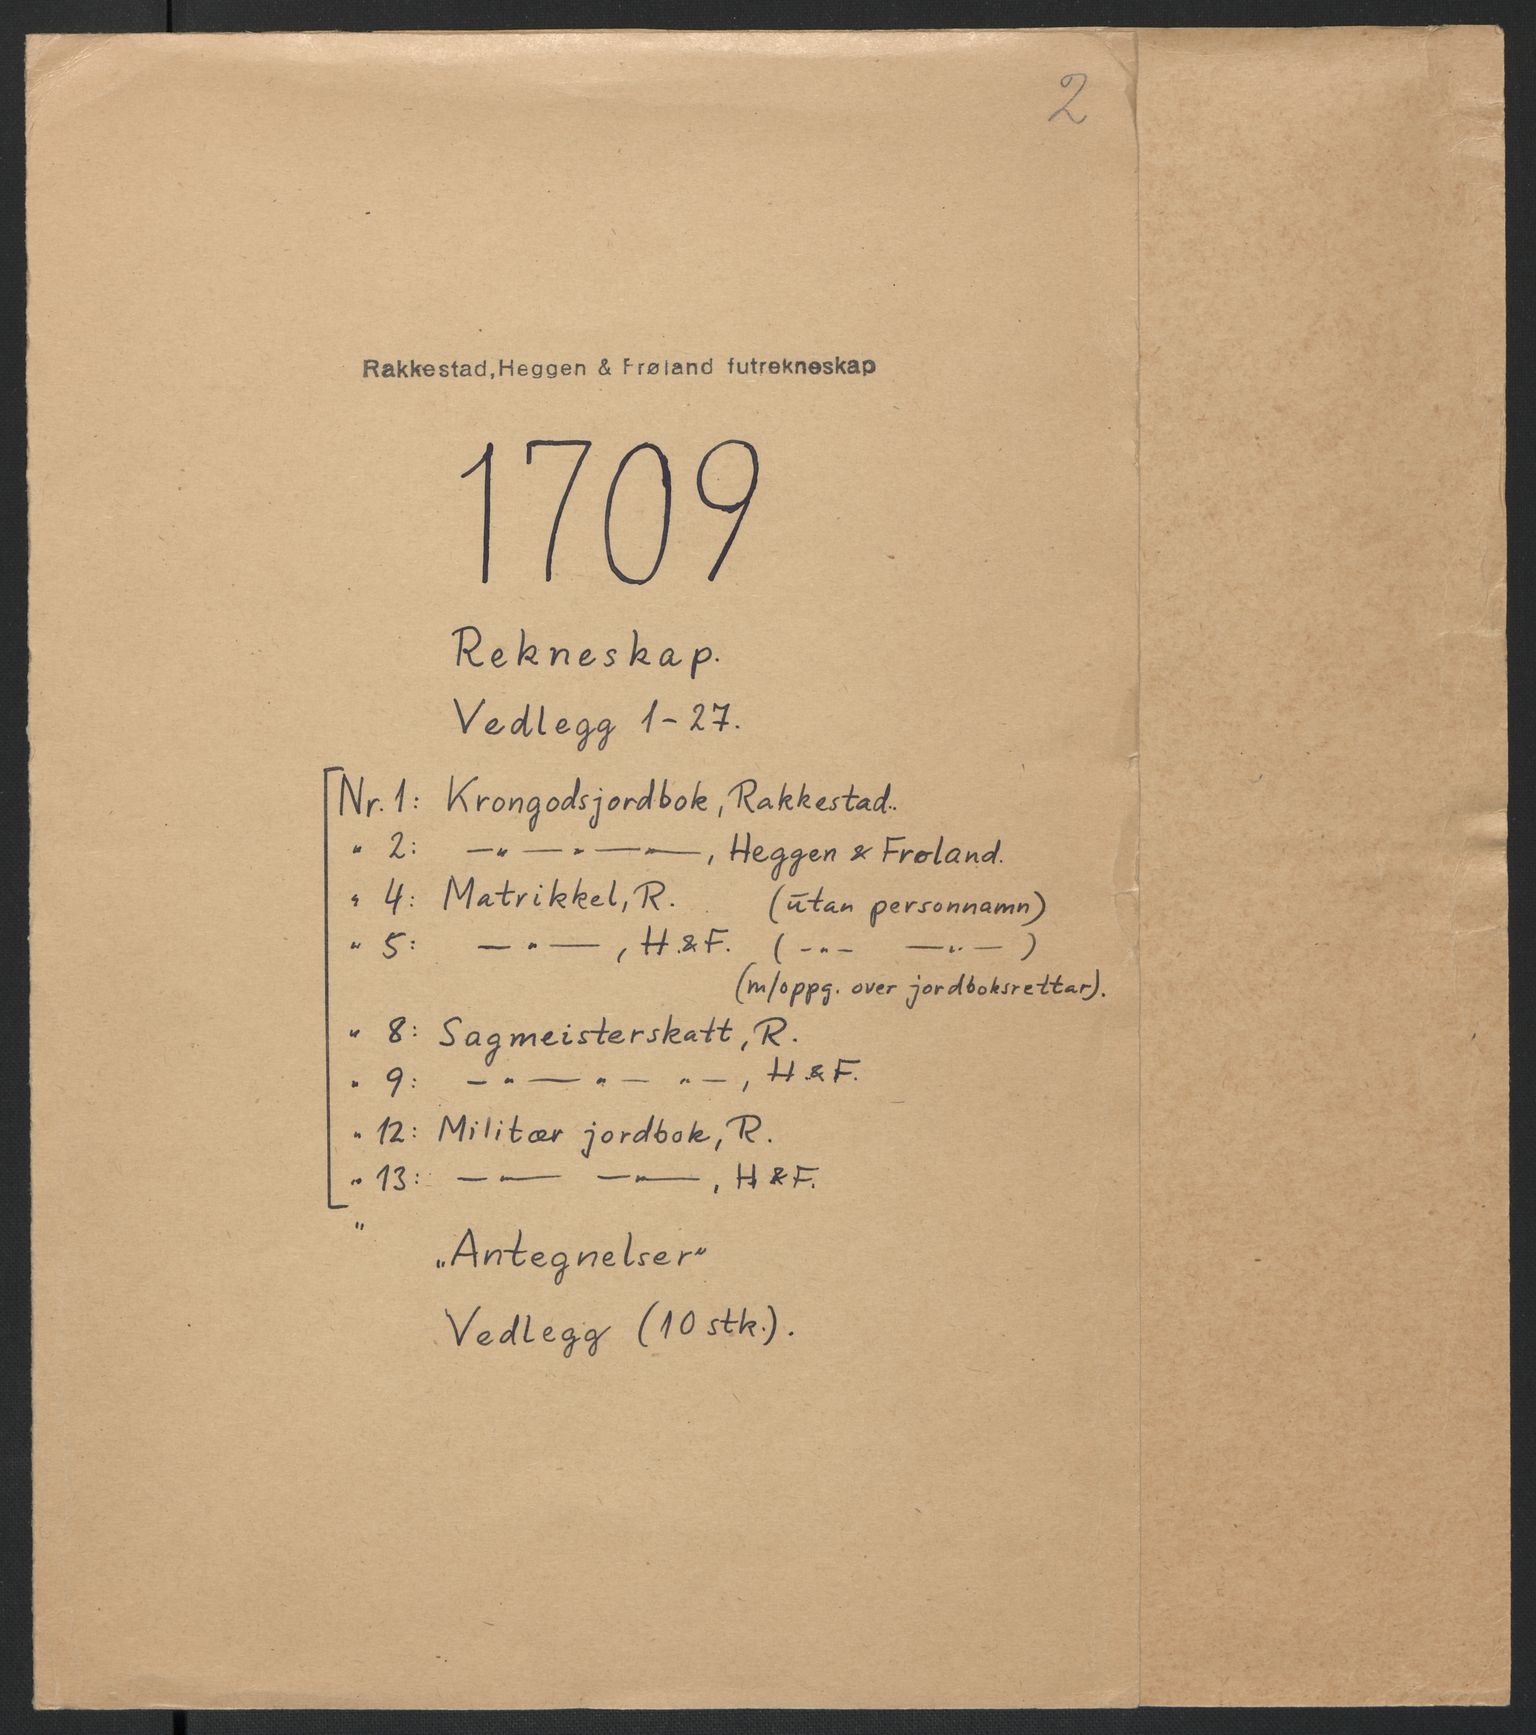 2
Rakkestad, Heggen & Frøland futrekneskap
1709
Rekneskap.
Vedlegg 1-27.
Nr. 1: Krongodsjordbok, Rakkestad.
" 2: —"—"—"—, Heggen & Frøland.
" 4: Matrikkel, R. (utan personnamn)
" 5: —"—, H.&F. (-"- —"—)
(m/oppg. over jordboksrettar).
" 8: Sagmeisterskatt, R.
" 9: —"—"— "—, H&F.
" 12: Militær jordbok, R.
" 13: —"— —"—, H&F.
"
„Antegnelser"
Vedlegg (10 stk.).